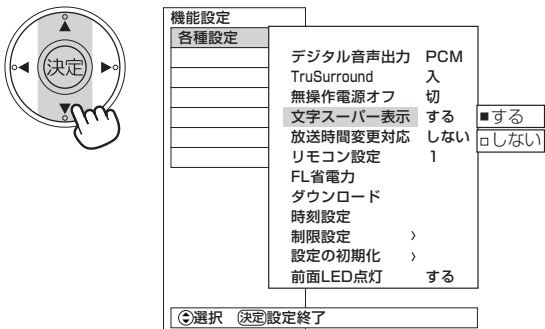 決定
機能設定
各種設定
デジタル音声出力 PCM
TruSurround 入
無操作電源オフ 切
文字スーパー表示 する
■する
放送時間変更対応 しない
□しない
リモコン設定 1
FL省電力
ダウンロード
時刻設定
制限設定 〉
設定の初期化 〉
前面LED点灯 する
選択 決定設定終了